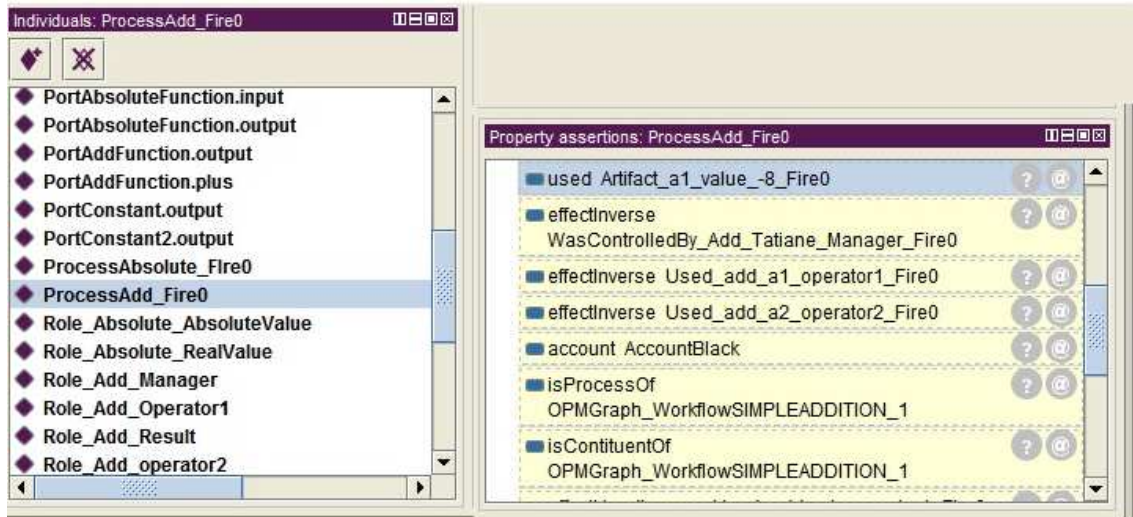 Individuals: ProcessAdd_Fire0
PortAbsoluteFunction.input
PortAbsoluteFunction.output
PortAddFunction.output
PortAddFunction.plus
PortConstant.output
PortConstant2.output
ProcessAbsolute_FIre0
ProcessAdd_Fire0
Role_Absolute_AbsoluteValue
Role_Absolute_RealValue
Role_Add_Manager
Role_Add_Operator1
Role_Add_Result
Role_Add_operator2
Property assertions: ProcessAdd_Fire0
used Artifact_a1_value_-8_Fire0
effectInverse
WasControlledBy_Add_Tatiane_Manager_Fire0
effectInverse Used_add_a1_operator1_Fire0
effectInverse Used_add_a2_operator2_Fire0
account AccountBlack
isProcessOf
OPMGraph_WorkflowSIMPLEADDITION_1
isContituentOf
OPMGraph_WorkflowSIMPLEADDITION_1